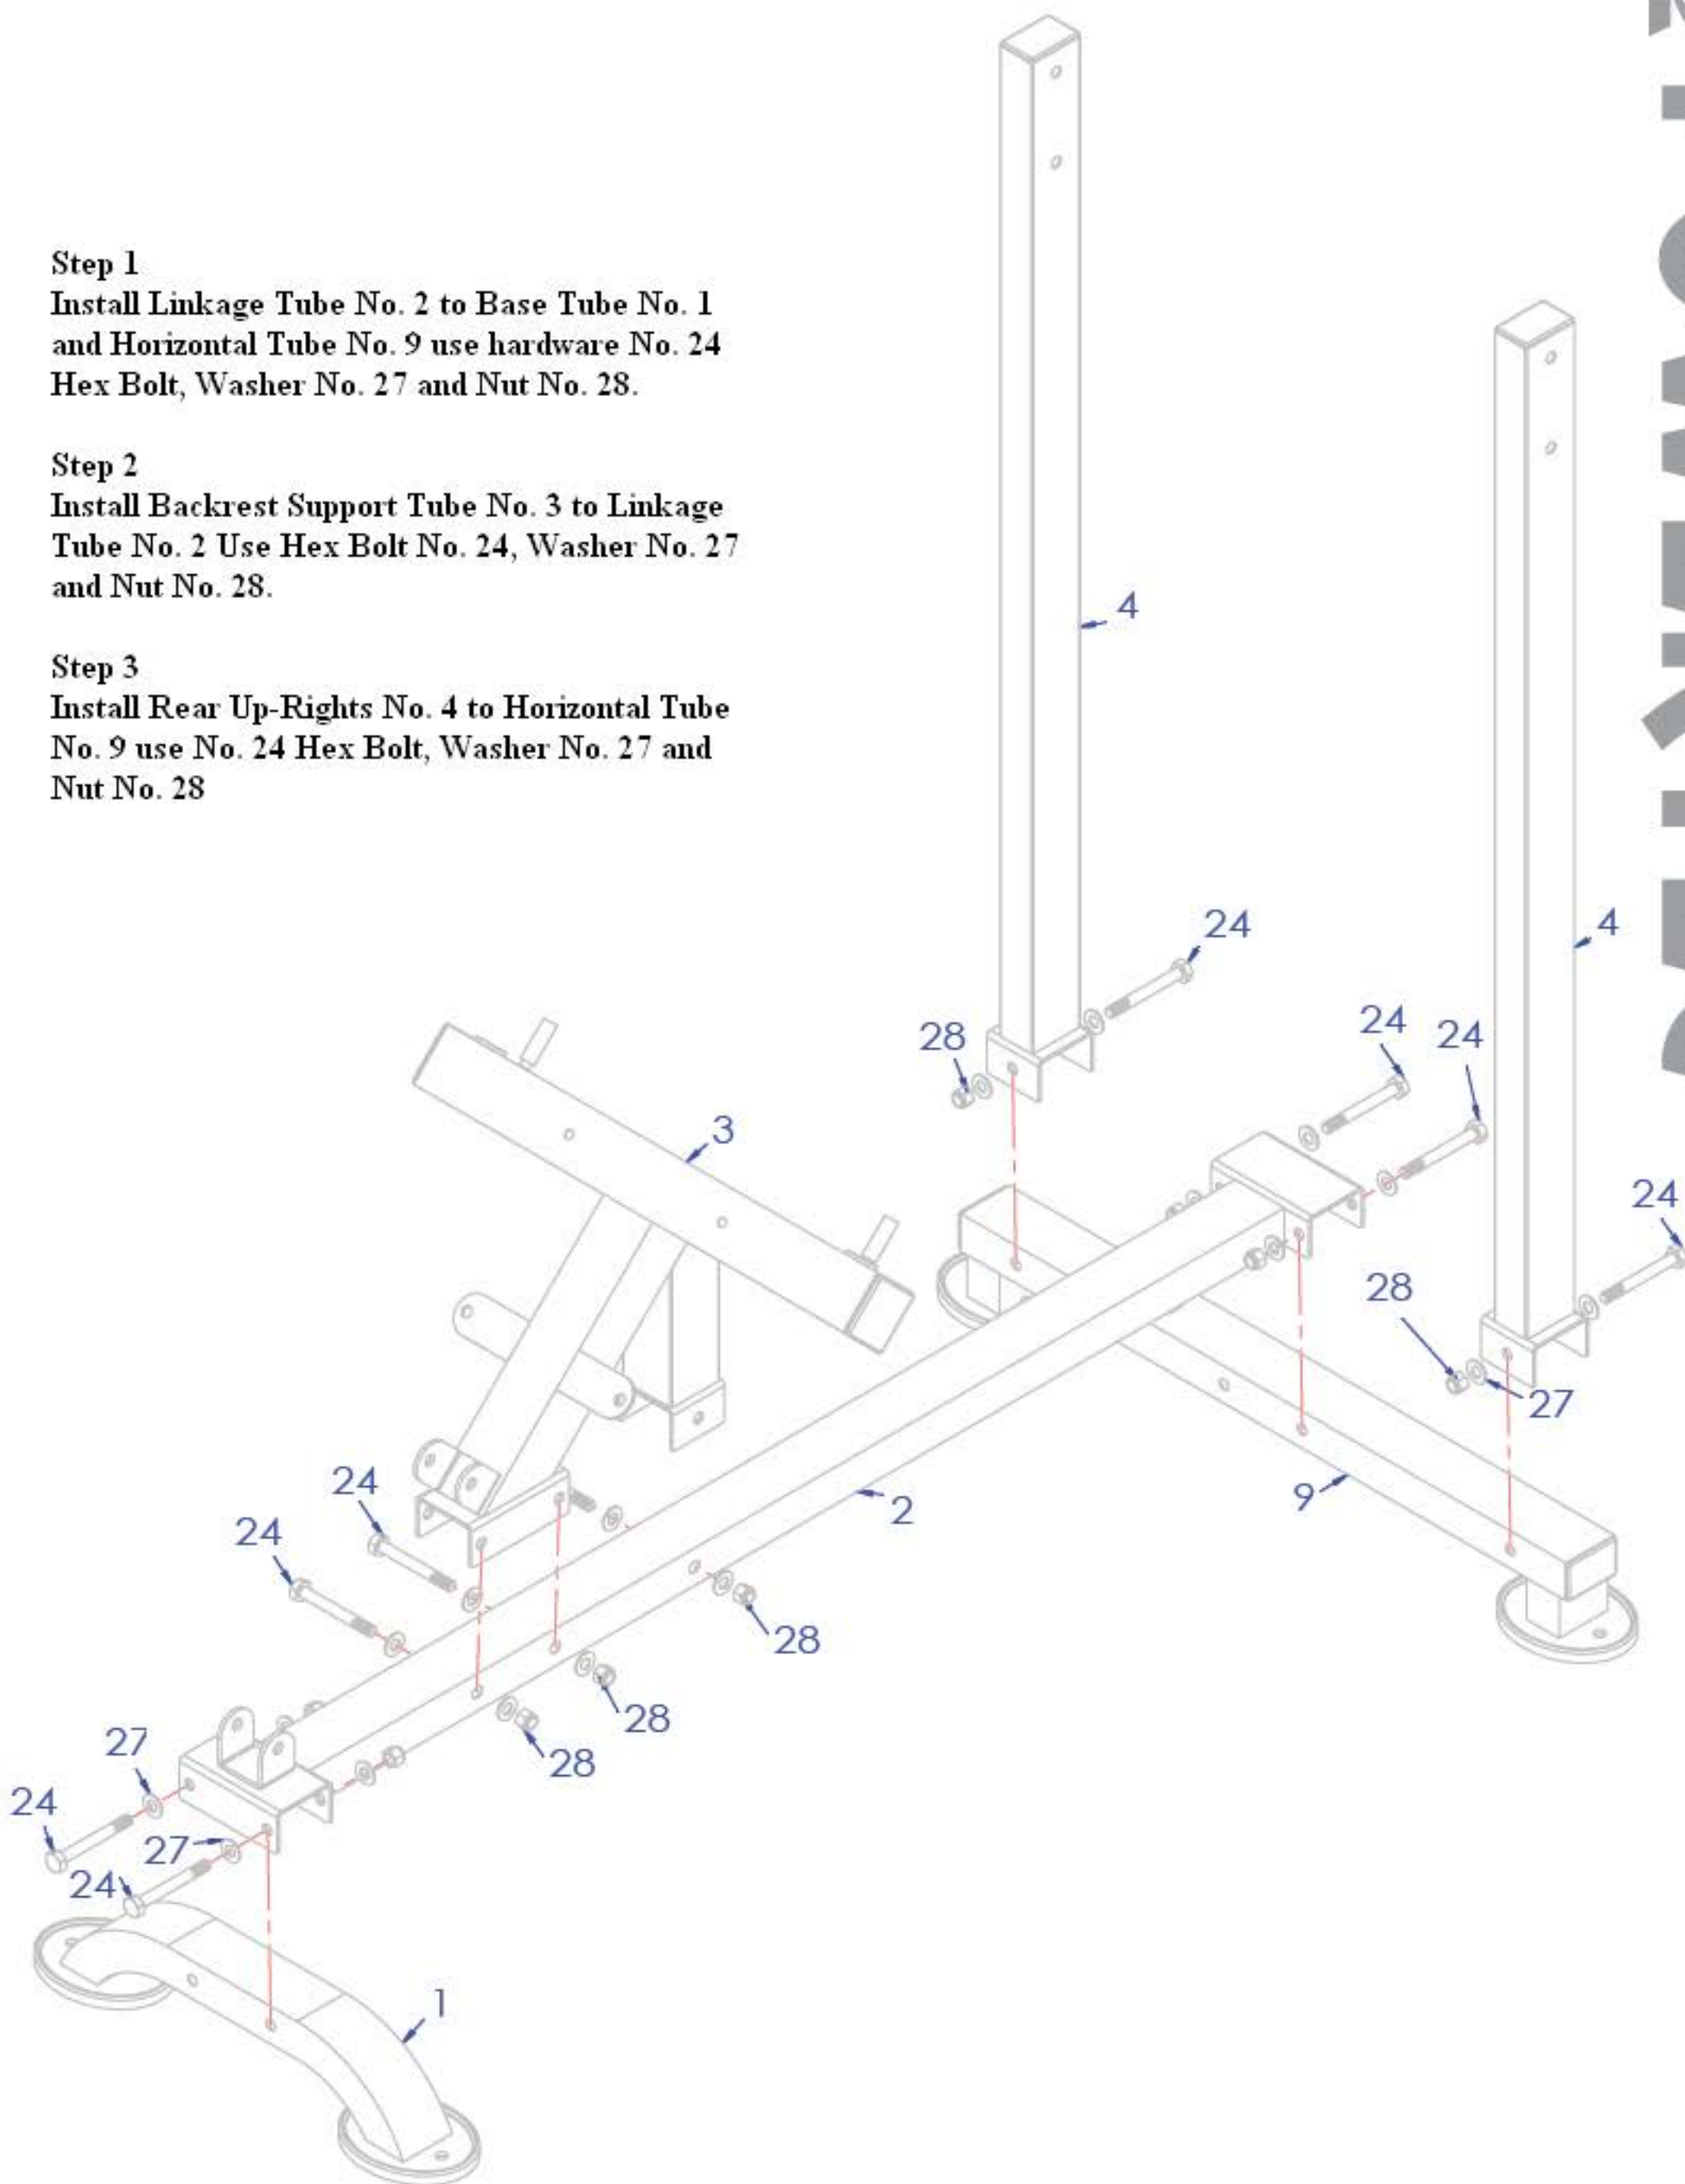 Step 1
Install Linkage Tube No. 2 to Base Tube No. 1
and Horizontal Tube No. 9 use hardware No. 24
Hex Bolt, Washer No. 27 and Nut No. 28.
Step 2
Install Backrest Support Tube No. 3 to Linkage
Tube No. 2 Use Hex Bolt No. 24, Washer No. 27
and Nut No. 28.
Step 3
Install Rear Up-Rights No. 4 to Horizontal Tube
No. 9 use No. 24 Hex Bolt, Washer No. 27 and
Nut No. 28
4
4
24
28
24
24
3
24
28
27
24
2
9
24
28
28
28
27
24
27
24
1